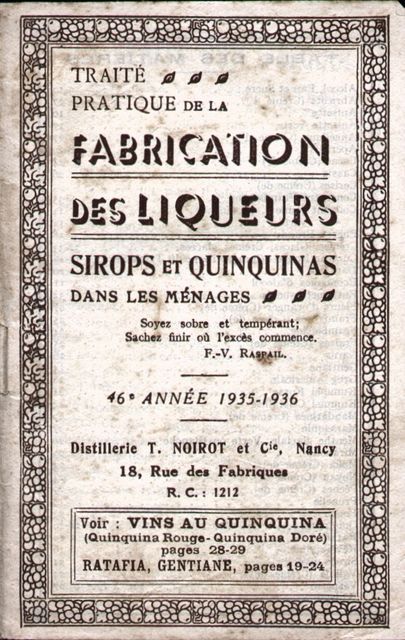 TRAITÉ
PRATIQUE DE LA
FABRICATION
DES LIQUEURS
SIROPS ET QUINQUINAS
DANS LES MÉNAGES
Soyez sobre et tempérant;
Sachez finir où l'excès commence.
F.-V. RASPAIL.
46e ANNÉE 1935-1936
Distillerie T. NOIROT et Cie, Nancy
18, Rue des Fabriques
R. C. : 1212
Voir : VINS AU QUINQUINA
(Quinquina Rouge - Quinquina Doré)
pages 28-29
RATAFIA, GENTIANE, pages 19-24